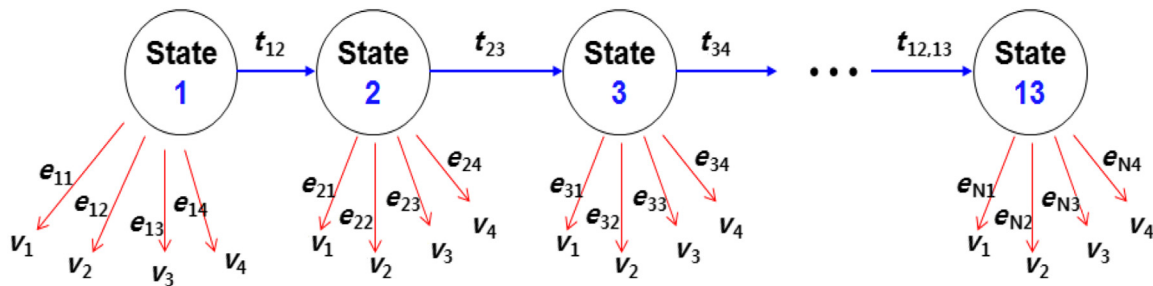 State 1
t12
State 2
t23
State 3
t34
...
t12,13
State 13
e11
e12
e13
e14
e21
e22
e23
e24
e31
e32
e33
e34
eN1
eN2
eN3
eN4
v1
v2
v3
v4
v1
v2
v3
v4
v1
v2
v3
v4
v1
v2
v3
v4